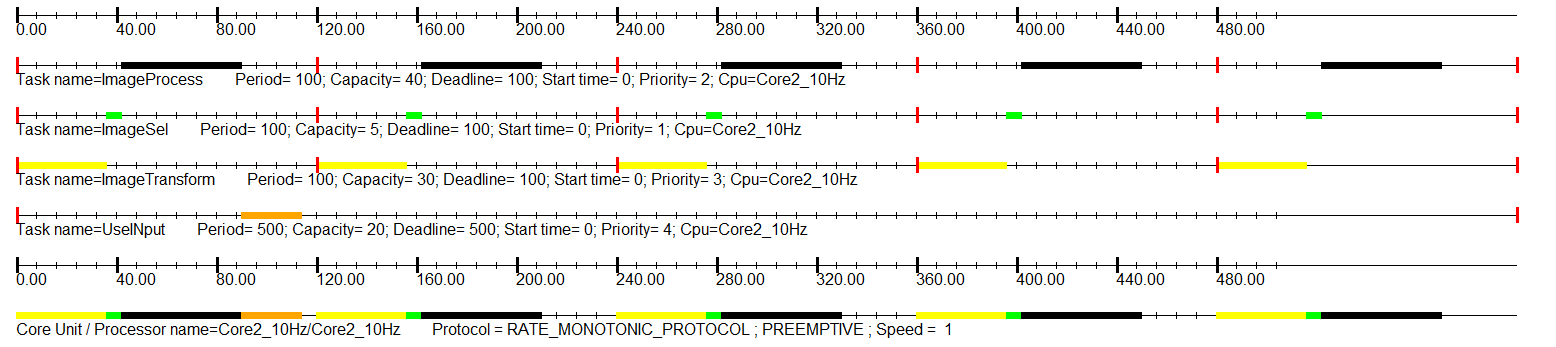 0.00 40.00 80.00 120.00 160.00 200.00 240.00 280.00 320.00 360.00 400.00 440.00 480.00
Task name=ImageProcess Period= 100; Capacity= 40; Deadline= 100; Start time= 0; Priority= 2; Cpu=Core2_10Hz
Task name=ImageSel Period= 100; Capacity= 5; Deadline= 100; Start time= 0; Priority= 1; Cpu=Core2_10Hz
Task name=ImageTransform Period= 100; Capacity= 30; Deadline= 100; Start time= 0; Priority= 3; Cpu=Core2_10Hz
Task name=UseINput Period= 500; Capacity= 20; Deadline= 500; Start time= 0; Priority= 4; Cpu=Core2_10Hz
0.00 40.00 80.00 120.00 160.00 200.00 240.00 280.00 320.00 360.00 400.00 440.00 480.00
Core Unit / Processor name=Core2_10Hz/Core2_10Hz Protocol = RATE_MONOTONIC_PROTOCOL ; PREEMPTIVE ; Speed = 1